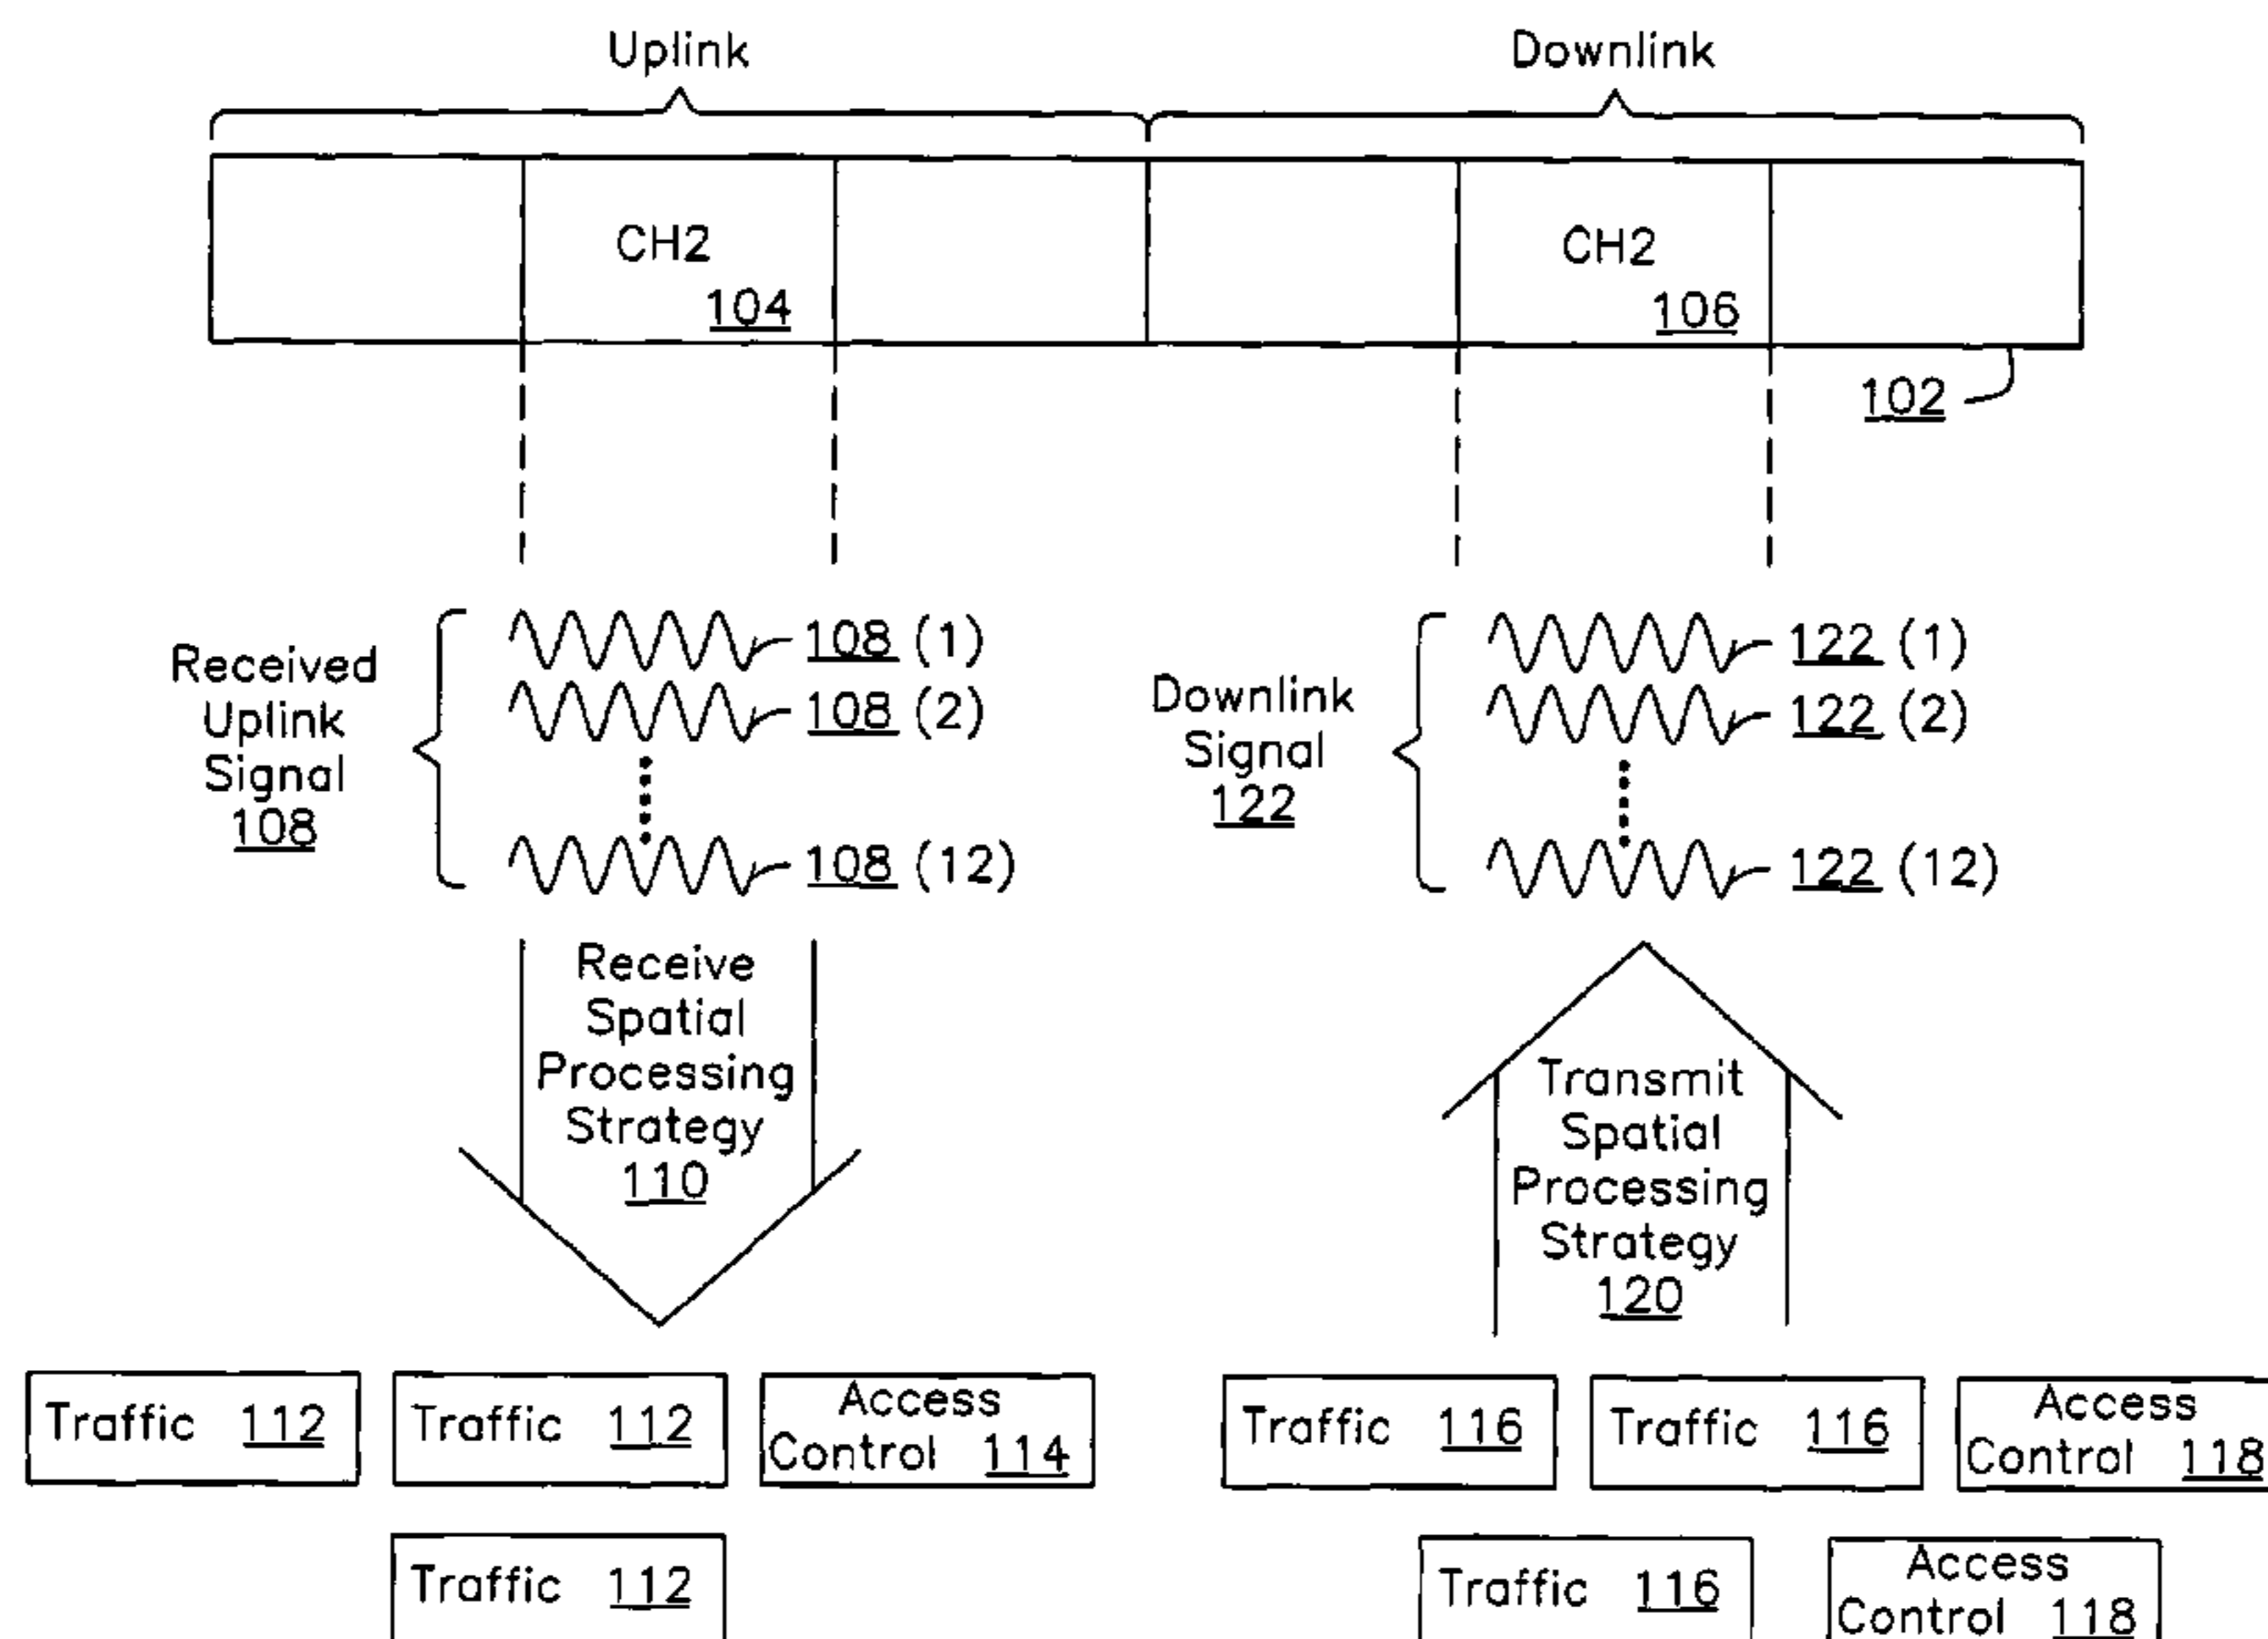 Uplink
Downlink
CH2
104
CH2
106
102
Received
Uplink
Signal
108
108 (1)
108 (2)
108 (12)
Downlink
Signal
122
122 (1)
122 (2)
122 (12)
Receive
Spatial
Processing
Strategy
110
Transmit
Spatial
Processing
Strategy
120
Traffic 112
Traffic 112
Access
Control 114
Traffic 116
Traffic 116
Access
Control 118
Traffic 112
Traffic 116
Access
Control 118